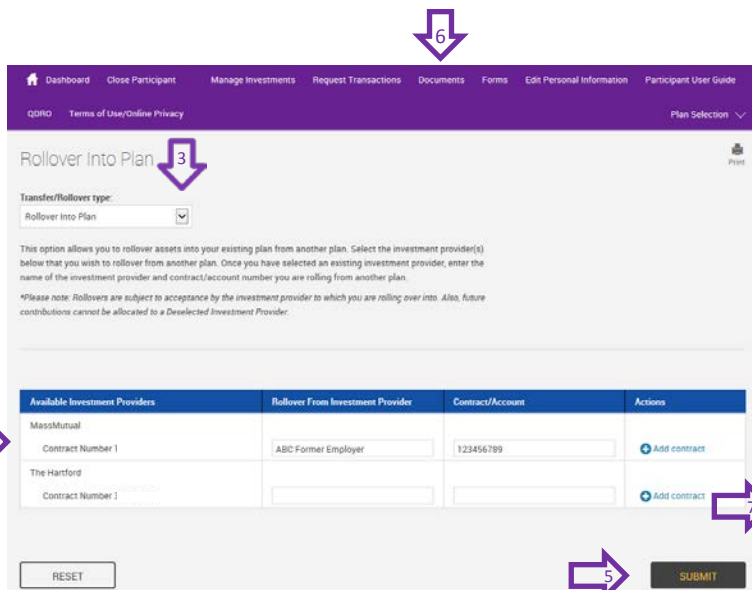 6
Dashboard Close Participant Manage Investments Request Transactions Documents Forms Edit Personal Information Participant User Guide
QDRO Terms of Use/Online Privacy Plan Selection
Rollover Into Plan 3
Print
Transfer/Rollover type:
Rollover Into Plan
This option allows you to rollover assets into your existing plan from another plan. Select the investment provider(s)
below that you wish to rollover from another plan. Once you have selected an existing investment provider, enter the
name of the investment provider and contract/account number you are rolling from another plan.
*Please note: Rollovers are subject to acceptance by the investment provider to which you are rolling over into. Also, future
contributions cannot be allocated to a Deselected Investment Provider.
Available Investment Providers Rollover From Investment Provider Contract/Account Actions
MassMutual
Contract Number 1 ABC Former Employer 123456789 Add contract
The Hartford
Contract Number Add contract
7
RESET 5 SUBMIT